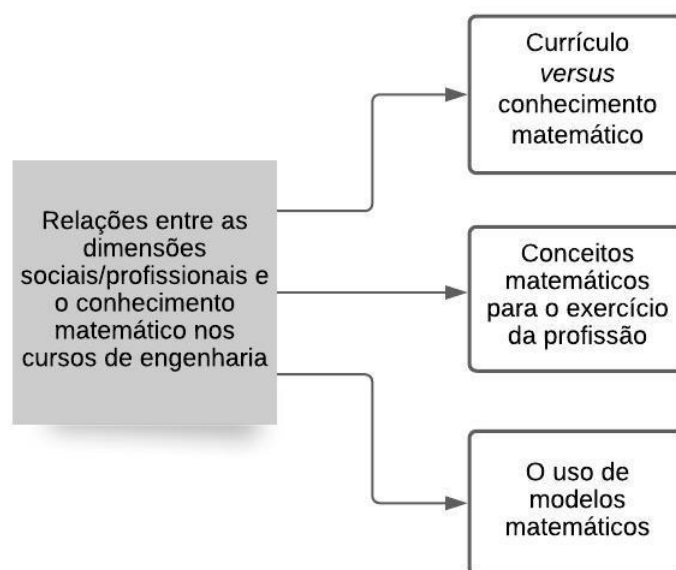 Relações entre as
dimensões
sociais/profissionais e
o conhecimento
matemático nos
cursos de engenharia
Currículo
versus
conhecimento
matemático
Conceitos
matemáticos
para o exercício
da profissão
O uso de
modelos
matemáticos